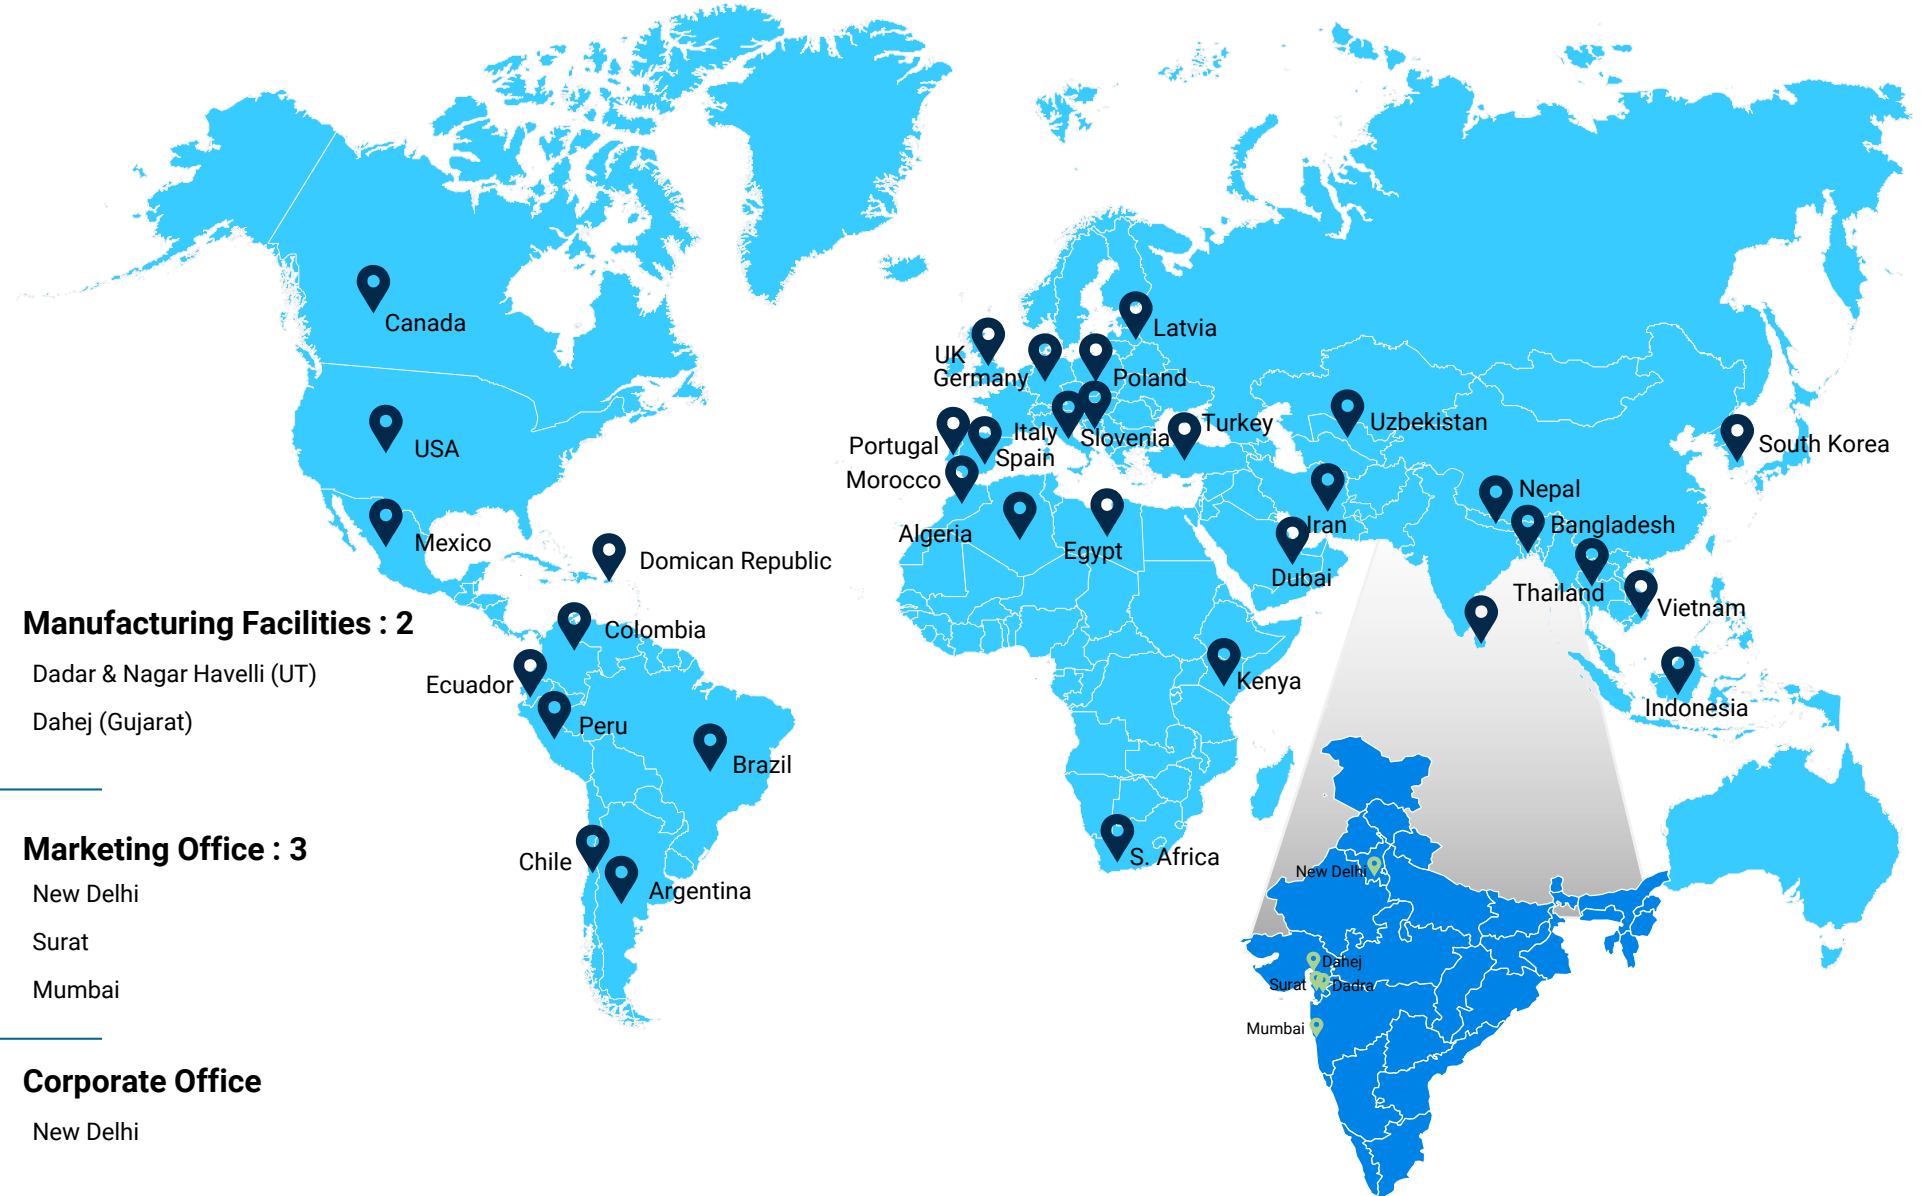 Canada
USA
Mexico
Domican Republic
Colombia
Ecuador
Peru
Brazil
Chile
Argentina
UK
Germany
Latvia
Poland
Portugal
Spain
Italy
Slovenia
Turkey
Morocco
Algeria
Egypt
Kenya
S. Africa
Uzbekistan
Iran
Dubai
Nepal
Bangladesh
Thailand
Vietnam
Indonesia
South Korea
Manufacturing Facilities : 2
Dadar & Nagar Havelli (UT)
Dahej (Gujarat)
Marketing Office : 3
New Delhi
Surat
Mumbai
Corporate Office
New Delhi
New Delhi
Dahej
Surat
Dadra
Mumbai